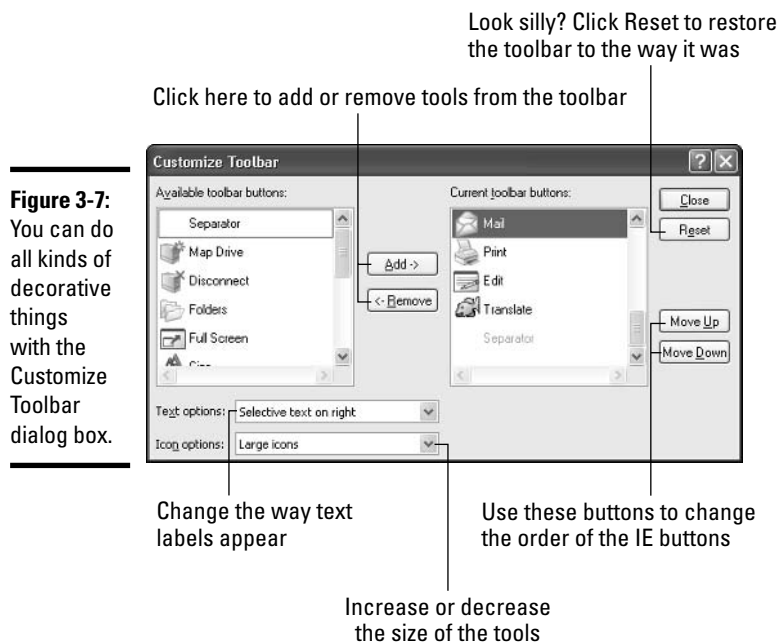 Look silly? Click Reset to restore
the toolbar to the way it was
Click here to add or remove tools from the toolbar
Figure 3-7:
You can do
all kinds of
decorative
things
with the
Customize
Toolbar
dialog box.
Customize Toolbar
Available toolbar buttons:
Separator
Map Drive
Disconnect
Folders
Full Screen
Size
Add ->
<- Remove
Current toolbar buttons:
Mail
Print
Edit
Translate
Separator
Close
Reset
Move Up
Move Down
Text options: Selective text on right
Icon options: Large icons
Change the way text
labels appear
Use these buttons to change
the order of the IE buttons
Increase or decrease
the size of the tools